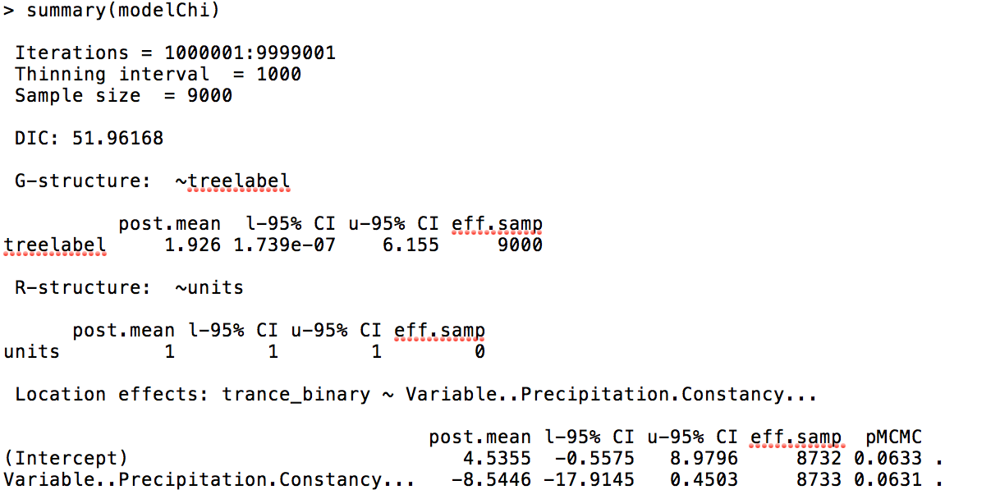 > summary(modelChi)
Iterations = 1000001:9999001
Thinning interval = 1000
Sample size = 9000
DIC: 51.96168
G-structure: ~treelabel
post.mean l-95% CI u-95% CI eff.samp
treelabel 1.926 1.739e-07 6.155 9000
R-structure: ~units
post.mean l-95% CI u-95% CI eff.samp
units 1 1 1 0
Location effects: trance_binary ~ Variable..Precipitation.Constancy...
post.mean l-95% CI u-95% CI eff.samp pMCMC
(Intercept) 4.5355 -0.5575 8.9796 8732 0.0633 .
Variable..Precipitation.Constancy... -8.5446 -17.9145 0.4503 8733 0.0631 .